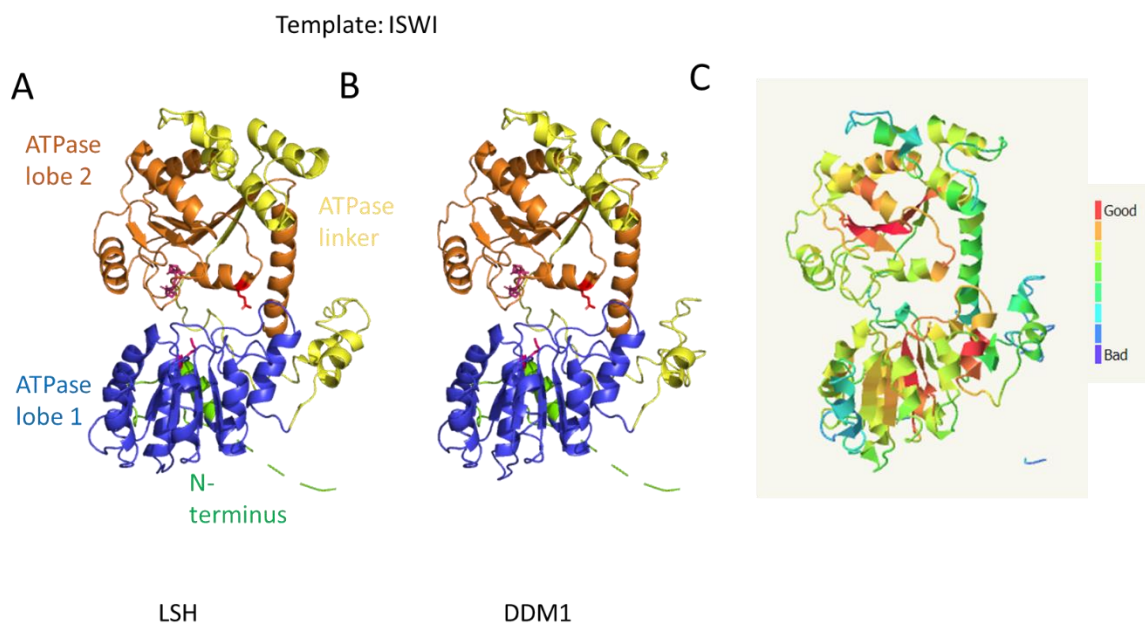 Template: ISWI
A
B
C
ATPase
lobe 2
ATPase
linker
ATPase
lobe 1
N-
terminus
Good
Bad
LSH
DDM1